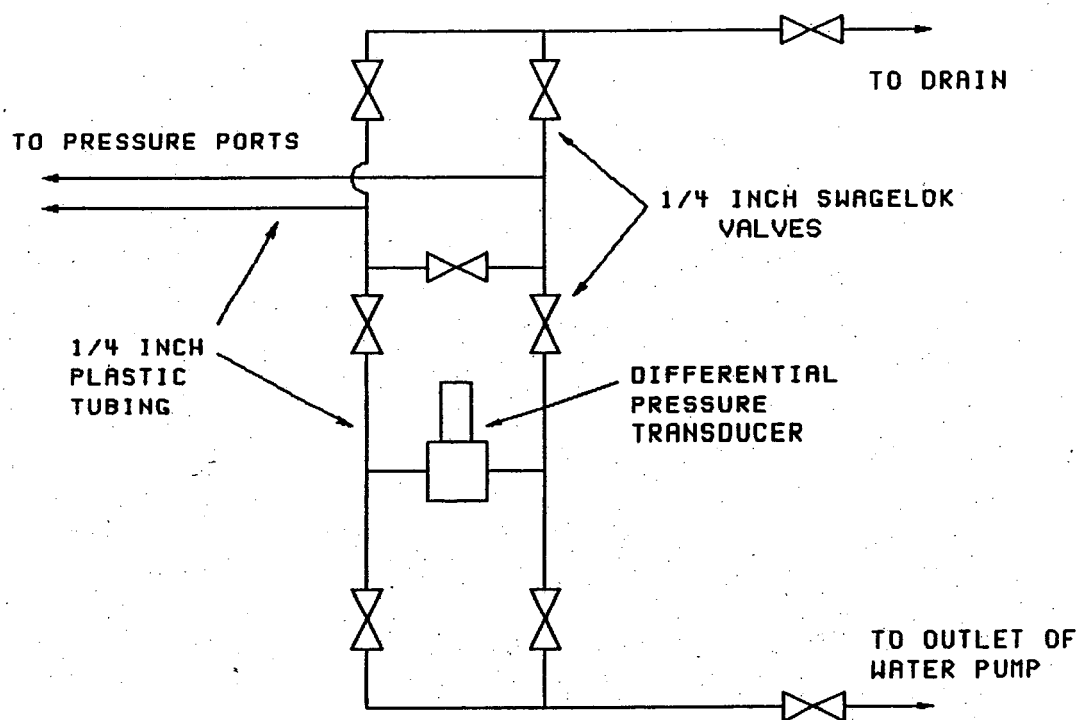 TO DRAIN
TO PRESSURE PORTS
1/4 INCH SWAGELOK
VALVES
1/4 INCH
PLASTIC
TUBING
DIFFERENTIAL
PRESSURE
TRANSDUCER
TO OUTLET OF
WATER PUMP